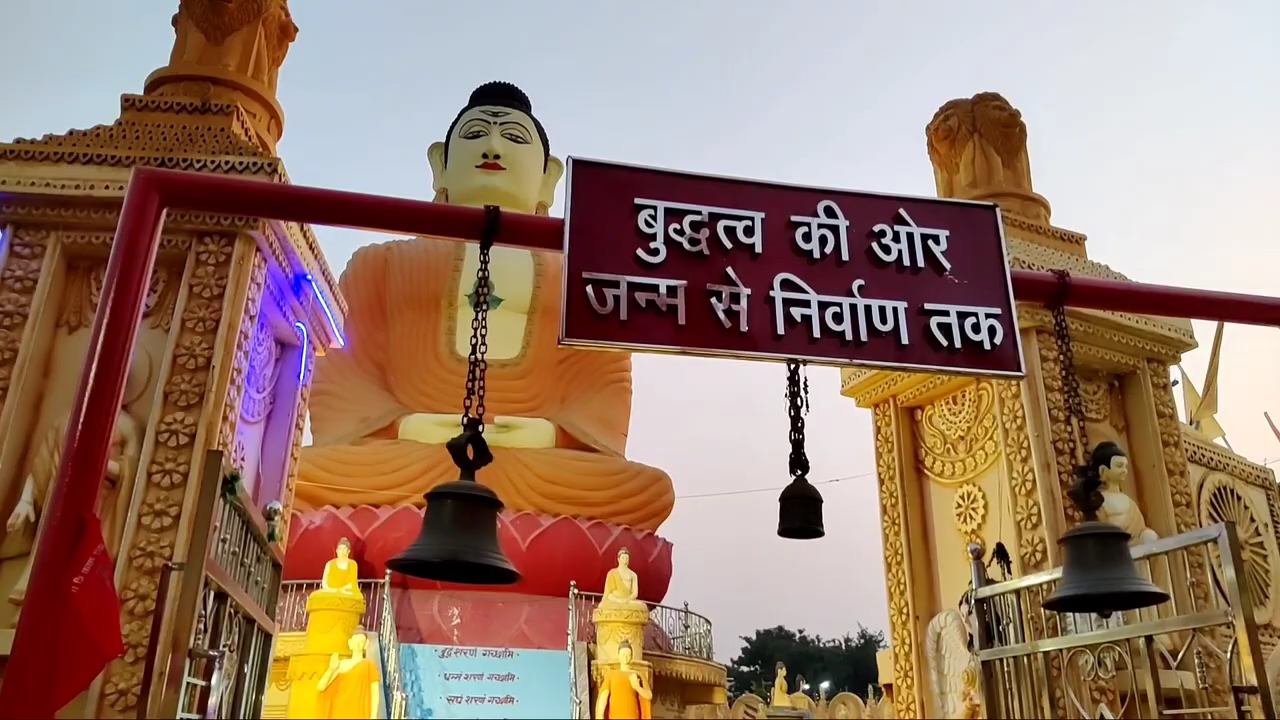 बुद्धत्व की ओर
जन्म से निर्वाण तक
बुद्धं शरणं गच्छामि
धम्मं शरणं गच्छामि
संघं शरणं गच्छामि